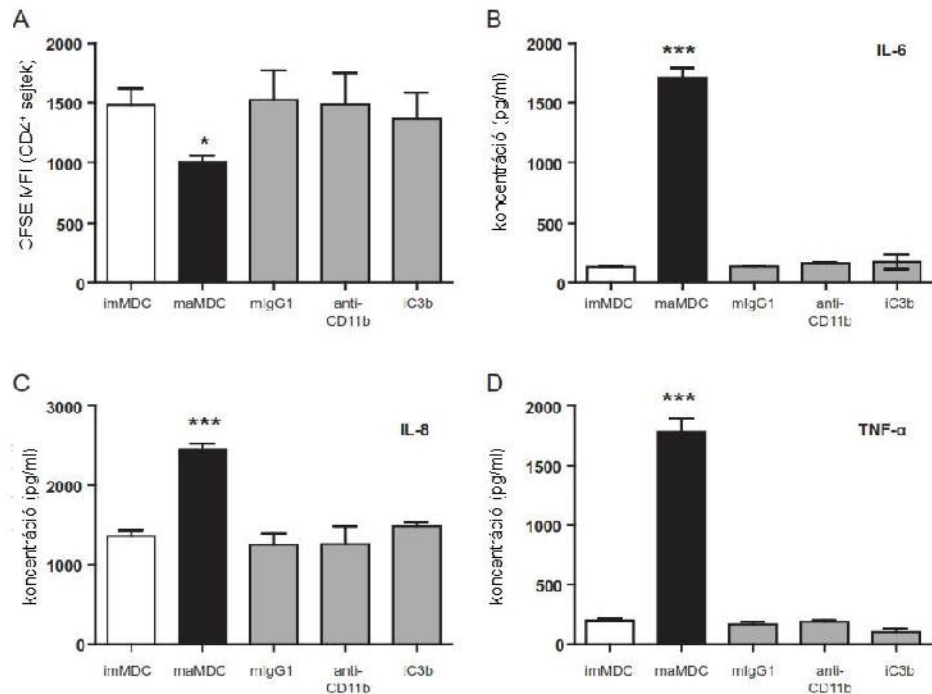 A
2000
1500
1000
500
0
CFSE MFI (CD4⁺ sejtek)
*
imMDC
maMDC
mIgG1
anti-
CD11b
iC3b
B
IL-6
2000
1500
1000
500
0
koncentráció (pg/ml)
***
imMDC
maMDC
mIgG1
anti-
CD11b
iC3b
C
IL-8
3000
2000
1000
0
koncentráció (pg/ml)
***
imMDC
maMDC
mIgG1
anti-
CD11b
iC3b
D
TNF-α
2000
1500
1000
500
0
koncentráció (pg/ml)
***
imMDC
maMDC
mIgG1
anti-
CD11b
iC3b